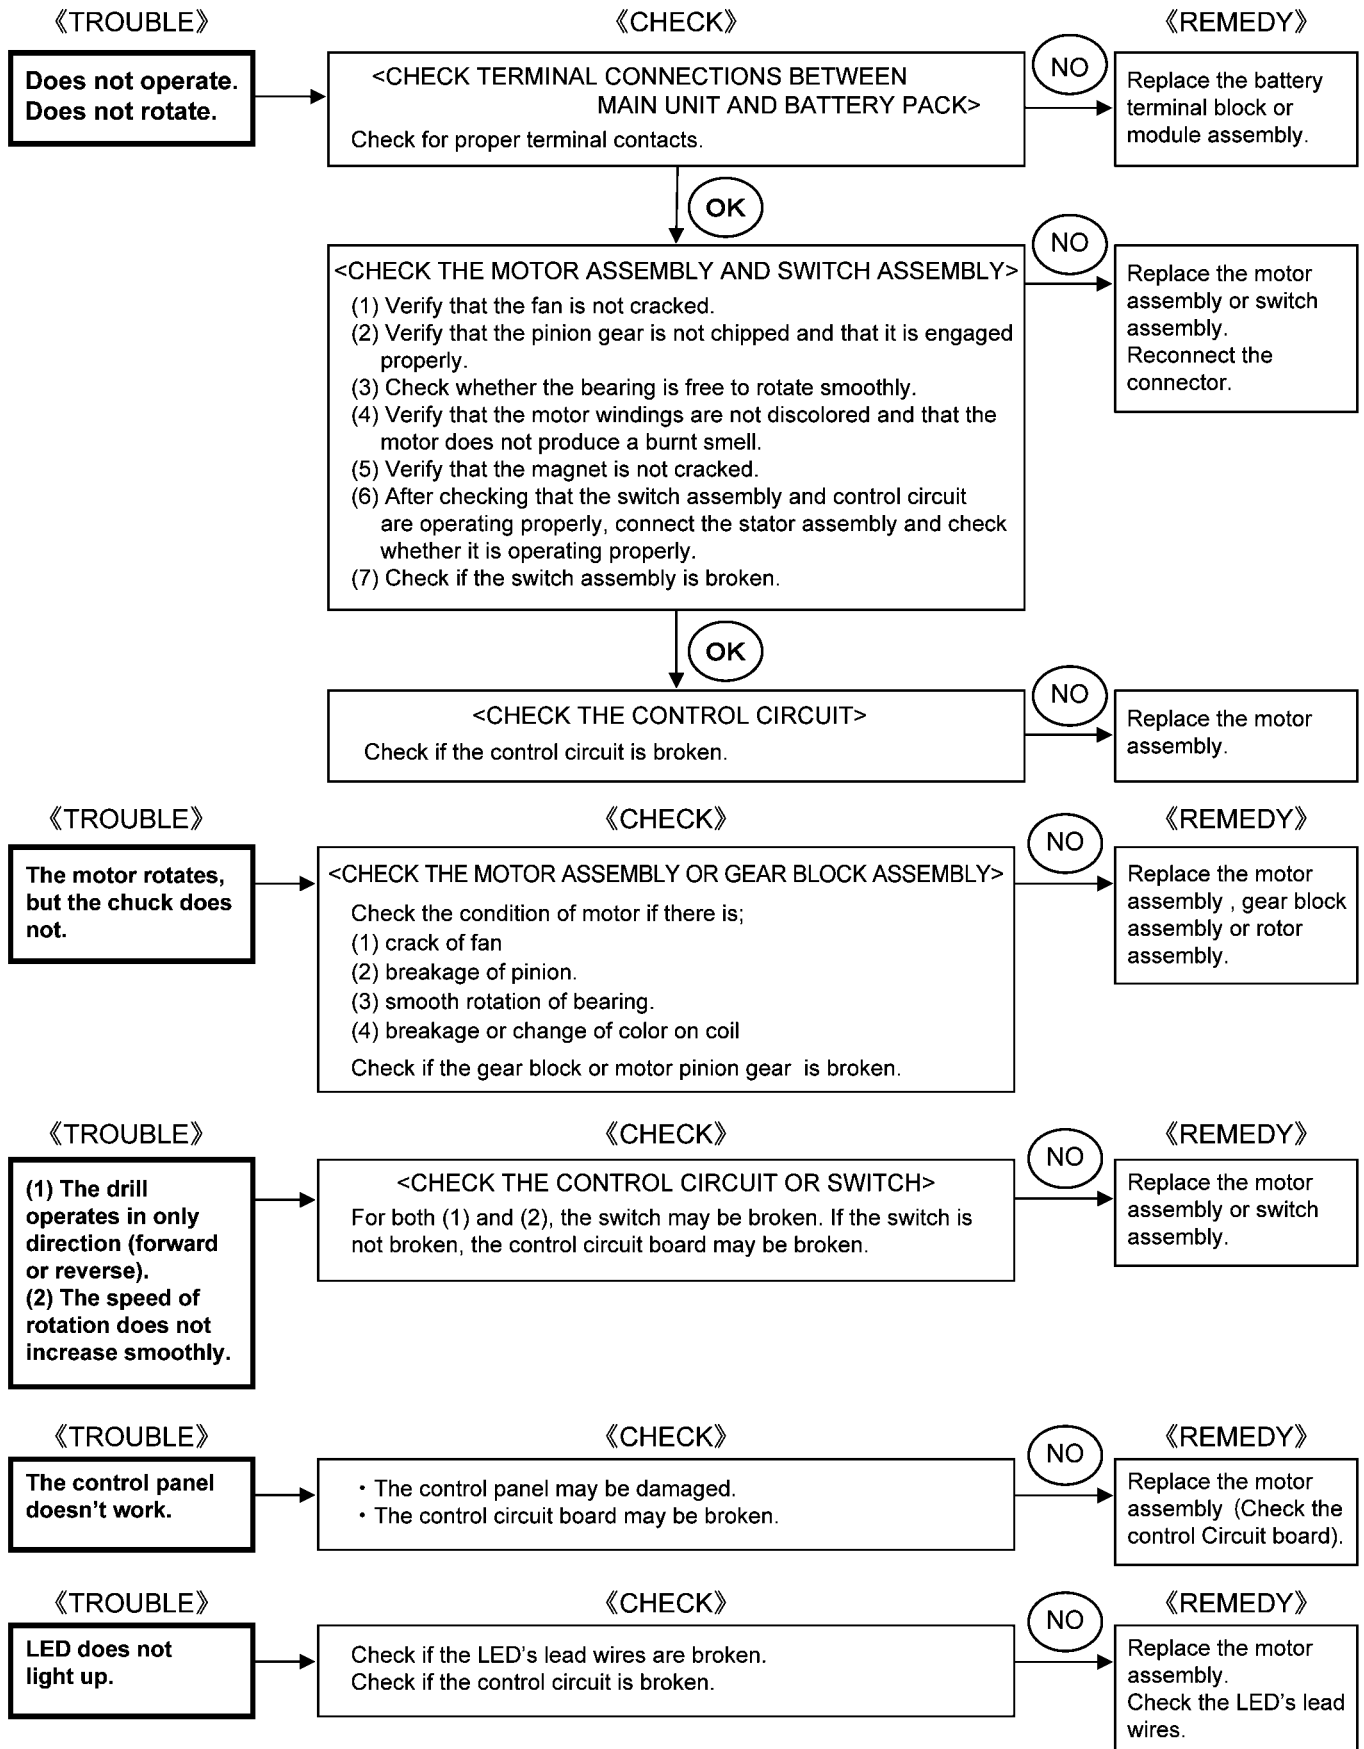 《TROUBLE》
《CHECK》
《REMEDY》
Does not operate.
Does not rotate.
<CHECK TERMINAL CONNECTIONS BETWEEN
MAIN UNIT AND BATTERY PACK>
Check for proper terminal contacts.
NO
Replace the battery
terminal block or
module assembly.
OK
<CHECK THE MOTOR ASSEMBLY AND SWITCH ASSEMBLY>
(1) Verify that the fan is not cracked.
(2) Verify that the pinion gear is not chipped and that it is engaged
properly.
(3) Check whether the bearing is free to rotate smoothly.
(4) Verify that the motor windings are not discolored and that the
motor does not produce a burnt smell.
(5) Verify that the magnet is not cracked.
(6) After checking that the switch assembly and control circuit
are operating properly, connect the stator assembly and check
whether it is operating properly.
(7) Check if the switch assembly is broken.
NO
Replace the motor
assembly or switch
assembly.
Reconnect the
connector.
OK
<CHECK THE CONTROL CIRCUIT>
Check if the control circuit is broken.
NO
Replace the motor
assembly.
《TROUBLE》
《CHECK》
《REMEDY》
The motor rotates,
but the chuck does
not.
<CHECK THE MOTOR ASSEMBLY OR GEAR BLOCK ASSEMBLY>
Check the condition of motor if there is;
(1) crack of fan
(2) breakage of pinion.
(3) smooth rotation of bearing.
(4) breakage or change of color on coil
Check if the gear block or motor pinion gear is broken.
NO
Replace the motor
assembly , gear block
assembly or rotor
assembly.
《TROUBLE》
《CHECK》
《REMEDY》
(1) The drill
operates in only
direction (forward
or reverse).
(2) The speed of
rotation does not
increase smoothly.
<CHECK THE CONTROL CIRCUIT OR SWITCH>
For both (1) and (2), the switch may be broken. If the switch is
not broken, the control circuit board may be broken.
NO
Replace the motor
assembly or switch
assembly.
《TROUBLE》
《CHECK》
《REMEDY》
The control panel
doesn't work.
・The control panel may be damaged.
・The control circuit board may be broken.
NO
Replace the motor
assembly (Check the
control Circuit board).
《TROUBLE》
《CHECK》
《REMEDY》
LED does not
light up.
Check if the LED's lead wires are broken.
Check if the control circuit is broken.
NO
Replace the motor
assembly.
Check the LED's lead
wires.